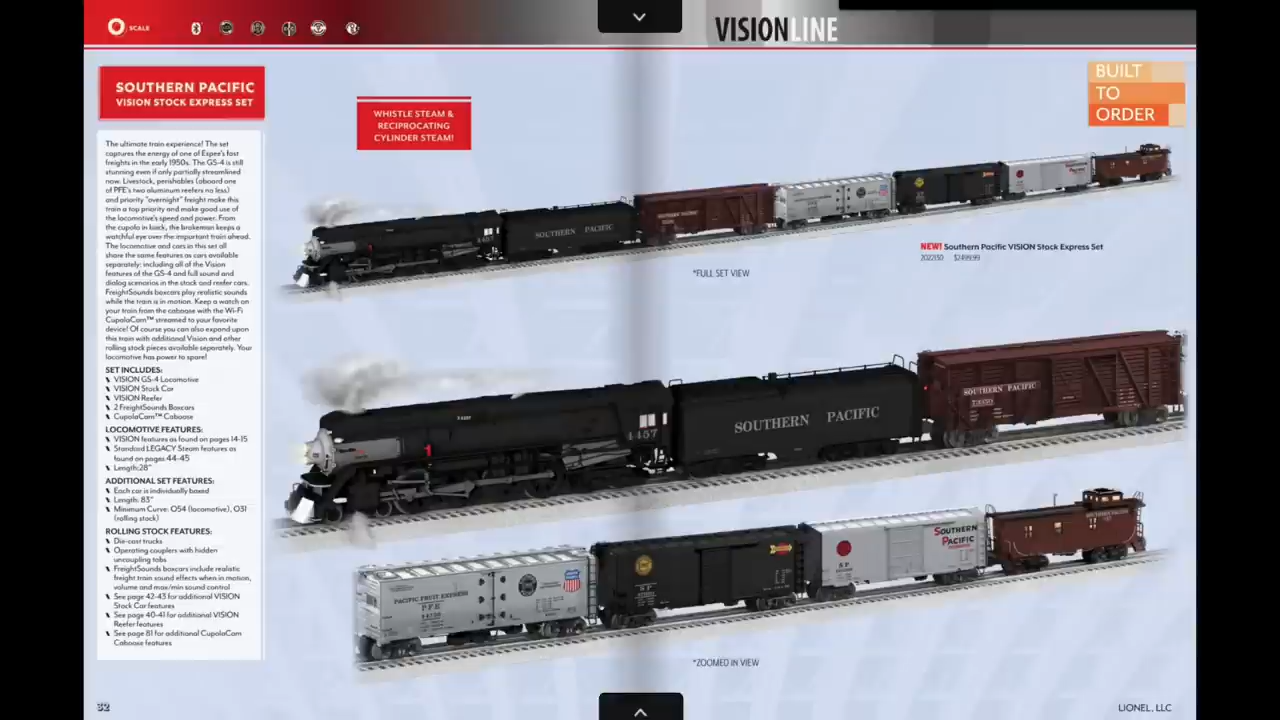 SCALE
VISIONLINE
SOUTHERN PACIFIC
VISION STOCK EXPRESS SET
WHISTLE STEAM &
RECIPROCATING
CYLINDER STEAM!
BUILT
TO
ORDER
The ultimate train experience! The set
captures the energy of one of Espee's fast
freights in the early 1950s. The GS-4 is still
stunning even if only partially streamlined
now. Livestock, perishables (aboard one
of PFE's two aluminum reefers no less)
and priority "overnight" freight make this
train a top priority and make good use of
the locomotive's speed and power. From
the cupola in back, the brakeman keeps a
watchful eye over the important train ahead.
The locomotive and cars in this set all
share the same features as cars available
separately: including all of the Vision
features of the GS-4 and full sound and
dialog scenarios in the stock and reefer cars.
FreightSounds boxcars play realistic sounds
while the train is in motion. Keep a watch on
your train from the caboose with the Wi-Fi
CupolaCam™ streamed to your favorite
device! Of course you can also expand upon
this train with additional Vision and other
rolling stock pieces available separately. Your
locomotive has power to spare!
SET INCLUDES:
VISION GS-4 Locomotive
VISION Stock Car
VISION Reefer
2 FreightSounds Boxcars
CupolaCam™ Caboose
LOCOMOTIVE FEATURES:
VISION features as found on pages 14-15
Standard LEGACY Steam features as
found on pages 44-45
Length:28"
ADDITIONAL SET FEATURES:
Each car is individually boxed
Length: 83"
Minimum Curve: O54 (locomotive), O31
(rolling stock)
ROLLING STOCK FEATURES:
Die-cast trucks
Operating couplers with hidden
uncoupling tabs
FreightSounds boxcars include realistic
freight train sound effects when in motion,
volume and max/min sound control
See page 42-43 for additional VISION
Stock Car features
See page 40-41 for additional VISION
Reefer features
See page 81 for additional CupolaCam
Caboose features
4457
SOUTHERN PACIFIC
SOUTHERN PACIFIC
NEW! Southern Pacific VISION Stock Express Set
2022130 $2499.99
*FULL SET VIEW
4457
SOUTHERN PACIFIC
SOUTHERN PACIFIC
PACIFIC FRUIT EXPRESS
P.F.E
SP
SOUTHERN
PACIFIC
SP
SOUTHERN PACIFIC
*ZOOMED IN VIEW
32
LIONEL, LLC